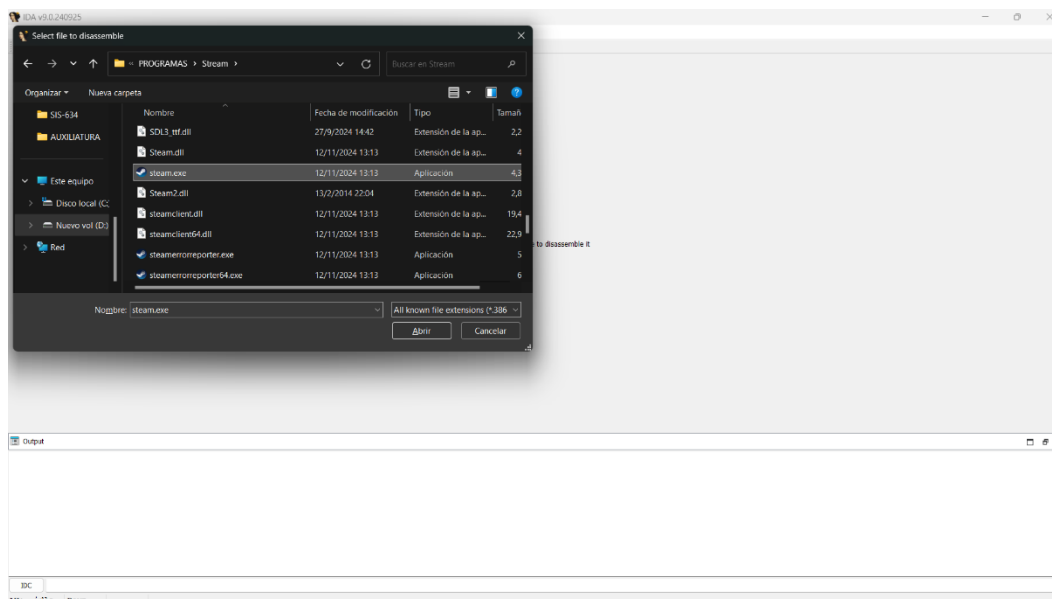 IDA v9.0.240925
Select file to disassemble
« PROGRAMAS › Stream ›
Buscar en Stream
Organizar
Nueva carpeta
SIS-634
AUXILIATURA
Este equipo
Disco local (C:
Nuevo vol (D:)
Red
Nombre Fecha de modificación Tipo Tamañ
SDL3_ttf.dll 27/9/2024 14:42 Extensión de la ap... 2,2
Steam.dll 12/11/2024 13:13 Extensión de la ap... 4
steam.exe 12/11/2024 13:13 Aplicación 4,3
Steam2.dll 13/2/2014 22:04 Extensión de la ap... 2,8
steamclient.dll 12/11/2024 13:13 Extensión de la ap... 19,4
steamclient64.dll 12/11/2024 13:13 Extensión de la ap... 22,9
steamerrorreporter.exe 12/11/2024 13:13 Aplicación 5
steamerrorreporter64.exe 12/11/2024 13:13 Aplicación 6
to disassemble it
Nombre: steam.exe
All known file extensions (*.386
Abrir
Cancelar
Output
IDC